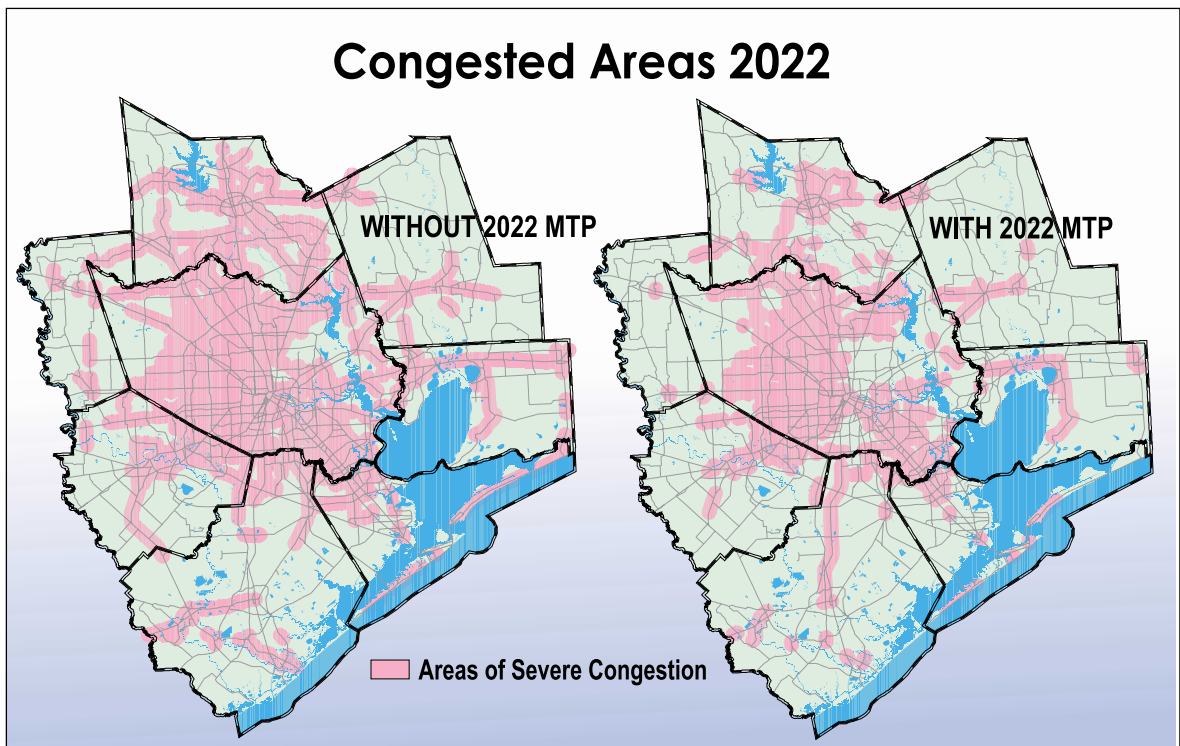 Congested Areas 2022
WITHOUT 2022 MTP
WITH 2022 MTP
Areas of Severe Congestion